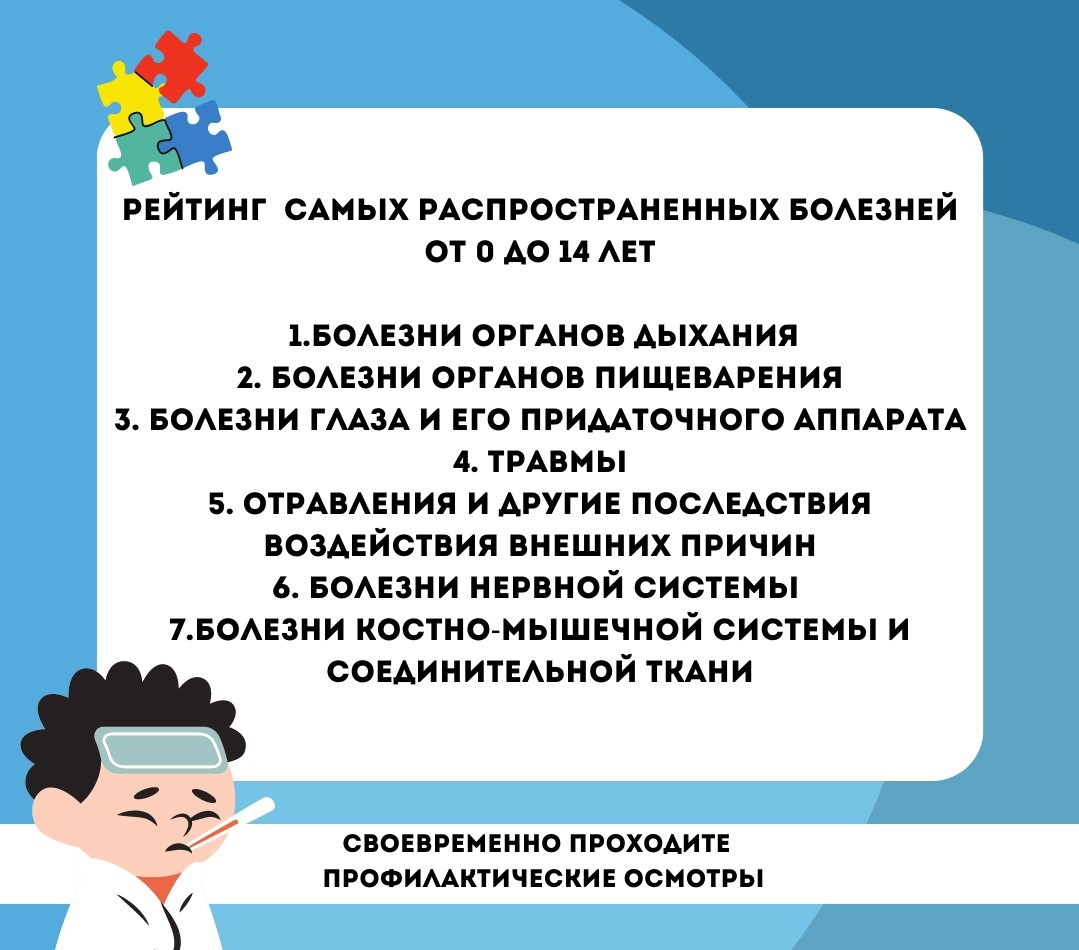 РЕЙТИНГ САМЫХ РАСПРОСТРАНЕННЫХ БОЛЕЗНЕЙ
ОТ 0 ДО 14 ЛЕТ
1.БОЛЕЗНИ ОРГАНОВ ДЫХАНИЯ
2. БОЛЕЗНИ ОРГАНОВ ПИЩЕВАРЕНИЯ
3. БОЛЕЗНИ ГЛАЗА И ЕГО ПРИДАТОЧНОГО АППАРАТА
4. ТРАВМЫ
5. ОТРАВЛЕНИЯ И ДРУГИЕ ПОСЛЕДСТВИЯ
ВОЗДЕЙСТВИЯ ВНЕШНИХ ПРИЧИН
6. БОЛЕЗНИ НЕРВНОЙ СИСТЕМЫ
7.БОЛЕЗНИ КОСТНО-МЫШЕЧНОЙ СИСТЕМЫ И
СОЕДИНИТЕЛЬНОЙ ТКАНИ
СВОЕВРЕМЕННО ПРОХОДИТЕ
ПРОФИЛАКТИЧЕСКИЕ ОСМОТРЫ